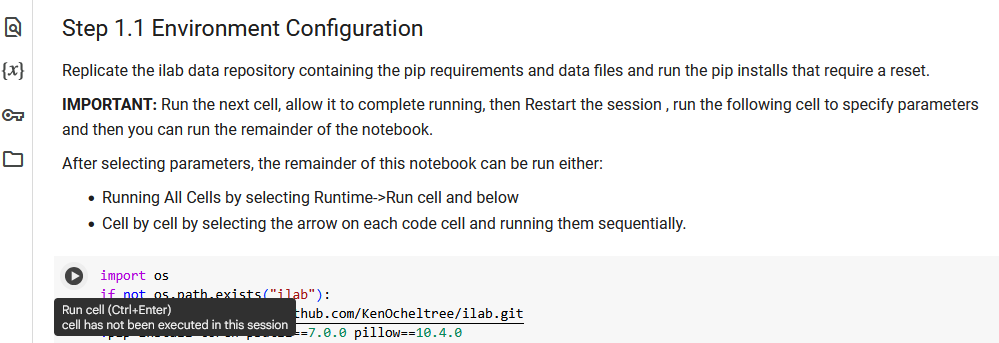 Step 1.1 Environment Configuration
{x}
Replicate the ilab data repository containing the pip requirements and data files and run the pip installs that require a reset.
IMPORTANT: Run the next cell, allow it to complete running, then Restart the session , run the following cell to specify parameters
and then you can run the remainder of the notebook.
After selecting parameters, the remainder of this notebook can be run either:
• Running All Cells by selecting Runtime->Run cell and below
• Cell by cell by selecting the arrow on each code cell and running them sequentially.
import os
if not os.path.exists("ilab"):
Run cell (Ctrl+Enter)
thub.com/KenOcheltree/ilab.git
cell has not been executed in this session
==7.0.0 pillow==10.4.0